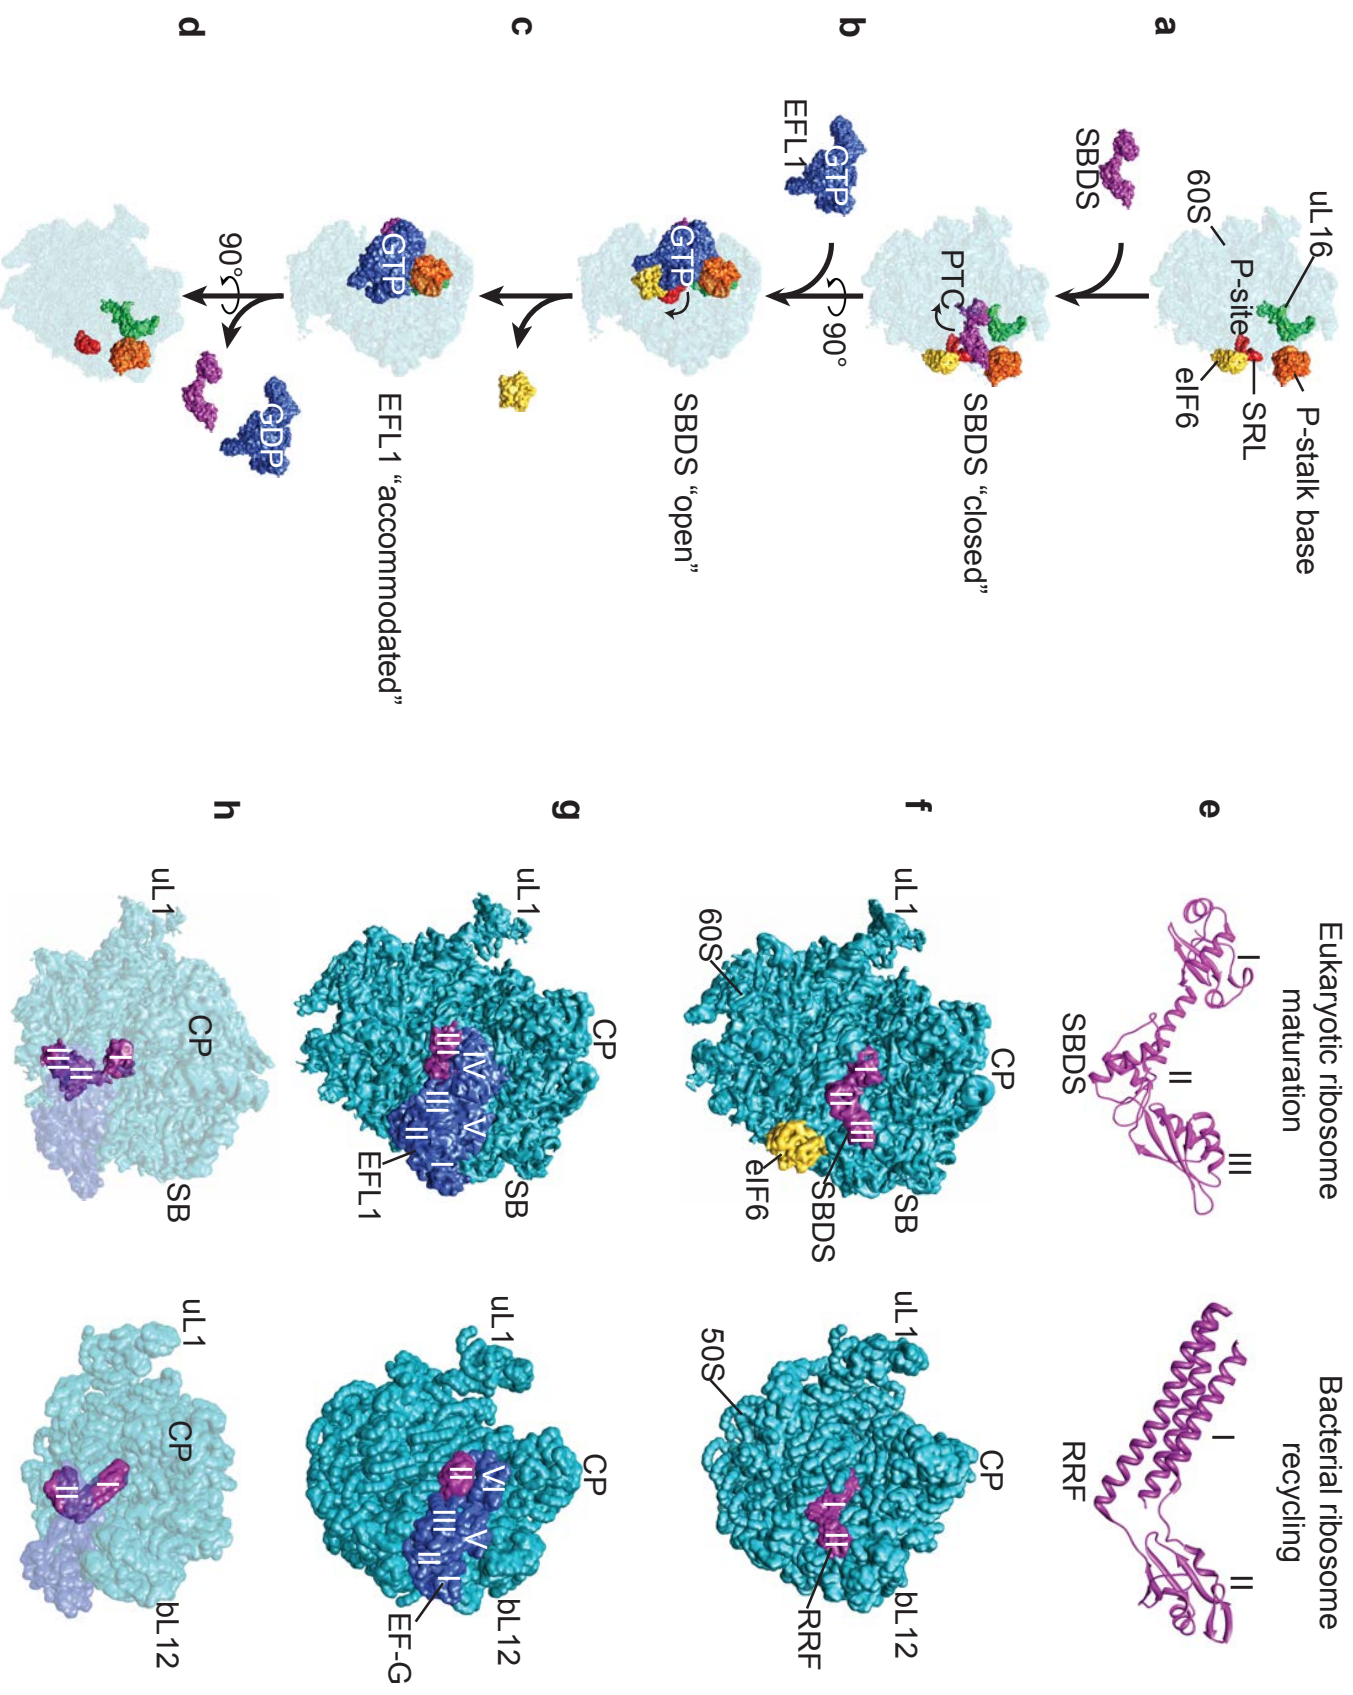 a
uL16
P-stalk base
60S
P-site
SRL
eIF6
SBDS
b
PTC
SBDS “closed”
GTP
EFL1
90°
c
GTP
SBDS “open”
d
GTP
EFL1 “accommodated”
90°
GDP
Eukaryotic ribosome
maturation
Bacterial ribosome
recycling
e
I
II
III
SBDS
I
II
RRF
f
CP
uL1
SB
I
II
III
60S
SBDS
eIF6
CP
uL1
bL12
I
II
50S
RRF
g
CP
uL1
SB
IV
V
III
III
II
I
EFL1
CP
uL1
bL12
VI
V
II
III
II
I
EF-G
h
uL1
CP
SB
I
II
III
uL1
CP
bL12
I
II